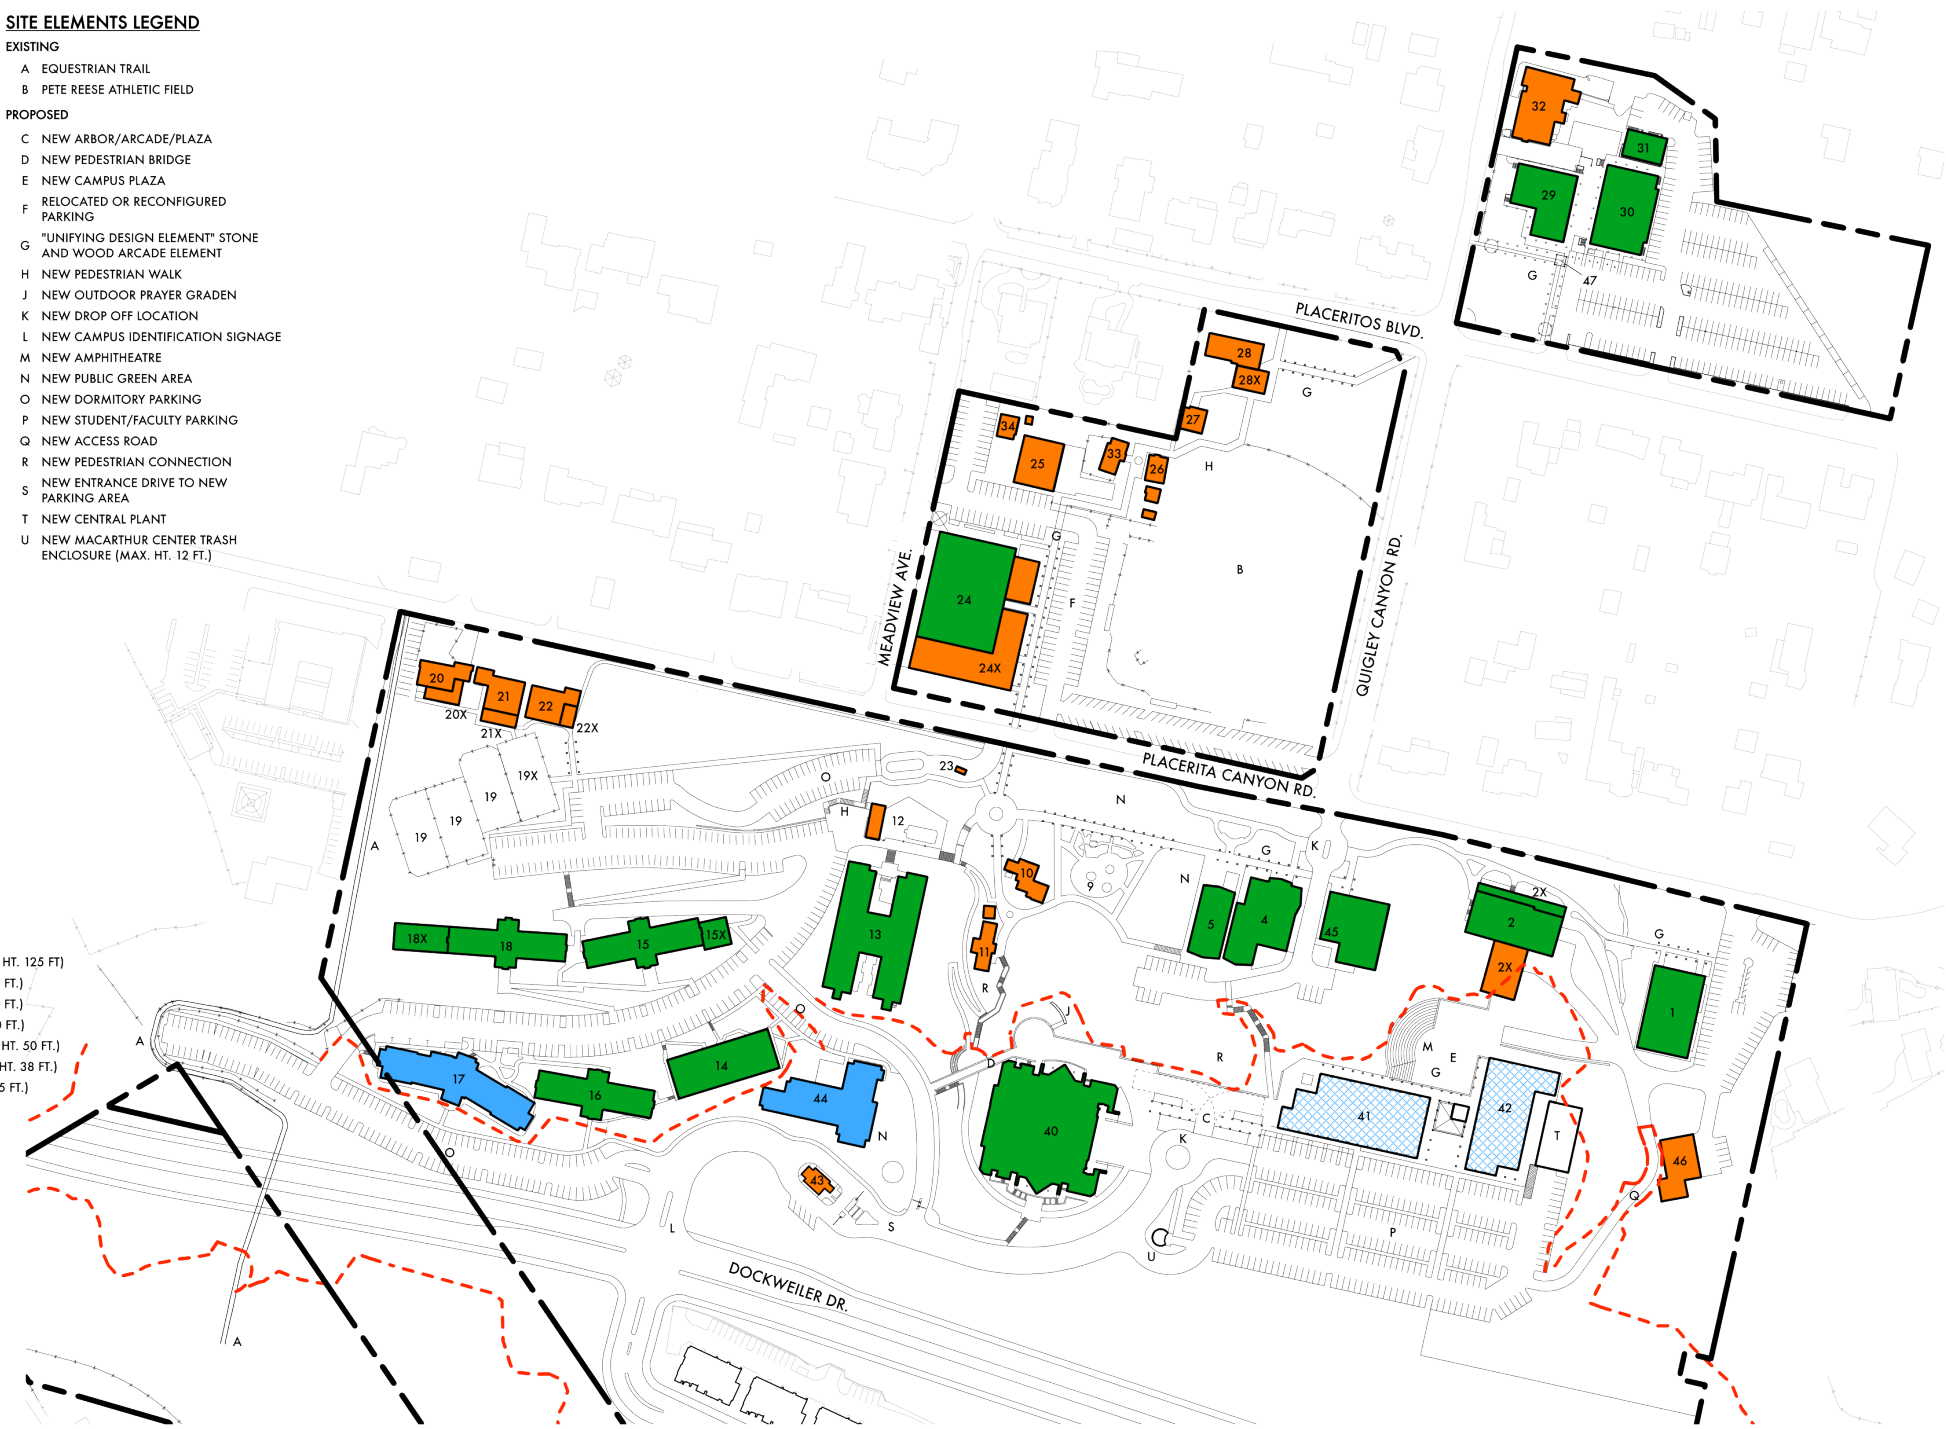 SITE ELEMENTS LEGEND
EXISTING
A EQUESTRIAN TRAIL
B PETE REESE ATHLETIC FIELD
PROPOSED
C NEW ARBOR/ARCADE/PLAZA
D NEW PEDESTRIAN BRIDGE
E NEW CAMPUS PLAZA
F RELOCATED OR RECONFIGURED
PARKING
G "UNIFYING DESIGN ELEMENT" STONE
AND WOOD ARCADE ELEMENT
H NEW PEDESTRIAN WALK
J NEW OUTDOOR PRAYER GRADEN
K NEW DROP OFF LOCATION
L NEW CAMPUS IDENTIFICATION SIGNAGE
M NEW AMPHITHEATRE
N NEW PUBLIC GREEN AREA
O NEW DORMITORY PARKING
P NEW STUDENT/FACULTY PARKING
Q NEW ACCESS ROAD
R NEW PEDESTRIAN CONNECTION
S NEW ENTRANCE DRIVE TO NEW
PARKING AREA
T NEW CENTRAL PLANT
U NEW MACARTHUR CENTER TRASH
ENCLOSURE (MAX. HT. 12 FT.)
HT. 125 FT)
FT.)
FT.)
FT.)
HT. 50 FT.)
HT. 38 FT.)
5 FT.)
32
31
29
30
G
47
PLACERITOS BLVD.
28
28X
G
27
34
25
33
26
H
G
24
F
B
24X
MEADVIEW AVE.
QUIGLEY CANYON RD.
PLACERITA CANYON RD.
20
20X
21
21X
22
22X
19X
19
19
19
A
O
23
H
12
N
G
K
10
9
N
2X
18X
18
15
15X
13
11
R
5
4
45
2
2X
G
1
A
O
J
D
R
M
E
G
17
16
14
44
N
40
C
K
41
42
T
46
O
43
S
L
U
P
Q
A
DOCKWEILER DR.